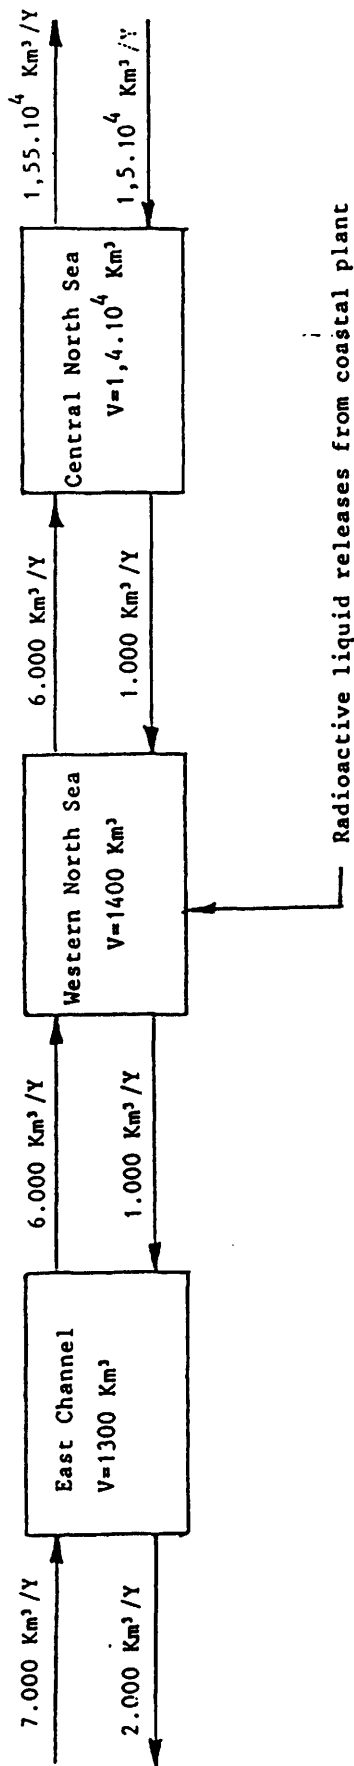 7.000 Km³/Y
2.000 Km³/Y
East Channel
V=1300 Km³
6.000 Km³/Y
1.000 Km³/Y
Western North Sea
V=1400 Km³
6.000 Km³/Y
1.000 Km³/Y
Central North Sea
V=1,4.10⁴ Km³
1,55.10⁴ Km³/Y
1,5.10⁴ Km³/Y
Radioactive liquid releases from coastal plant